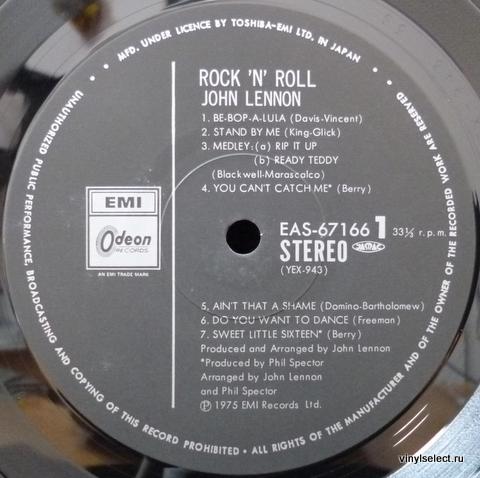 • MFD. UNDER LICENCE BY TOSHIBA-EMI LTD. IN JAPAN •
UNAUTHORIZED PUBLIC PERFORMANCE, BROADCASTING AND COPYING OF THIS RECORD PROHIBITED • ALL RIGHTS OF THE MANUFACTURER AND OF THE OWNER OF THE RECORDED WORK ARE RESERVED
ROCK 'N' ROLL
JOHN LENNON
1. BE-BOP-A-LULA (Davis-Vincent)
2. STAND BY ME (King-Glick)
3. MEDLEY: (a) RIP IT UP
(b) READY TEDDY
(Blackwell-Marascalco)
4. YOU CAN'T CATCH ME* (Berry)
EMI
Odeon
RECORDS
AN EMI TRADE MARK
EAS-67166 1 33⅓ r.p.m.
STEREO
(YEX-943)
5. AIN'T THAT A SHAME (Domino-Bartholomew)
6. DO YOU WANT TO DANCE (Freeman)
7. SWEET LITTLE SIXTEEN* (Berry)
Produced and Arranged by John Lennon
*Produced by Phil Spector
Arranged by John Lennon
and Phil Spector
Ⓟ 1975 EMI Records Ltd.
vinylselect.ru